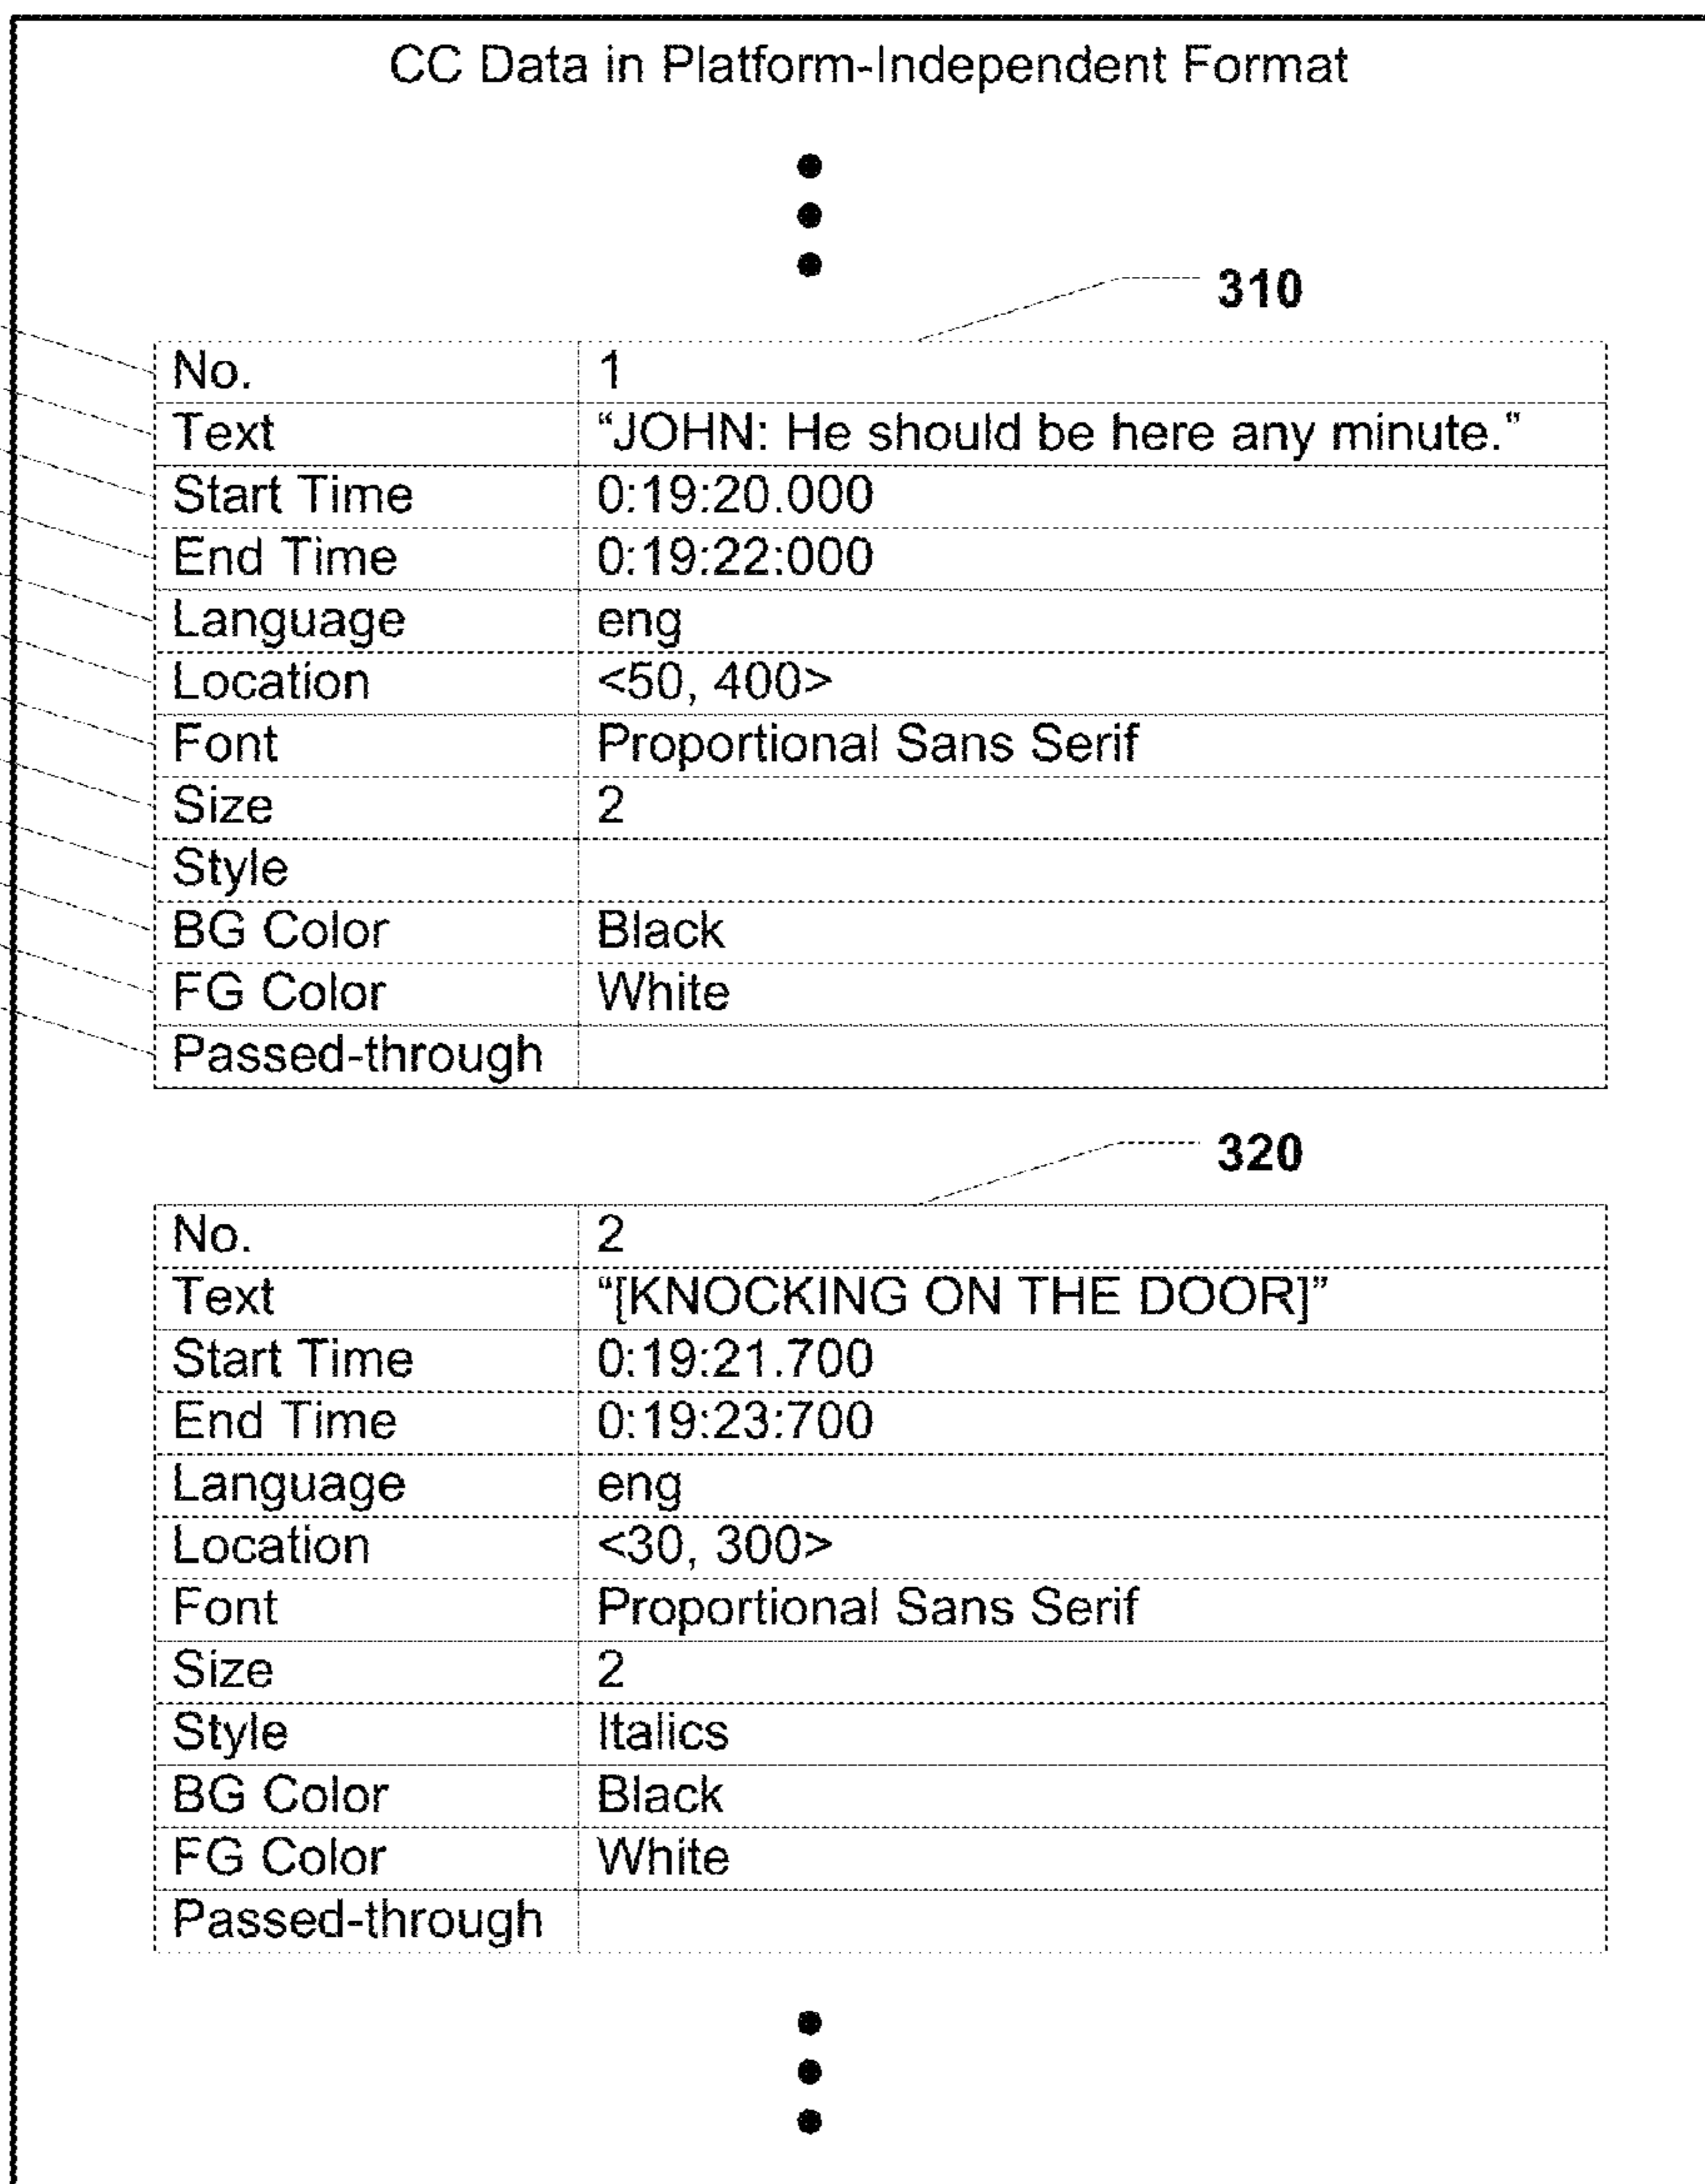 CC Data in Platform-Independent Format
310
No. 1
Text “JOHN: He should be here any minute.”
Start Time 0:19:20.000
End Time 0:19:22:000
Language eng
Location <50, 400>
Font Proportional Sans Serif
Size 2
Style
BG Color Black
FG Color White
Passed-through
320
No. 2
Text “[KNOCKING ON THE DOOR]”
Start Time 0:19:21.700
End Time 0:19:23:700
Language eng
Location <30, 300>
Font Proportional Sans Serif
Size 2
Style Italics
BG Color Black
FG Color White
Passed-through